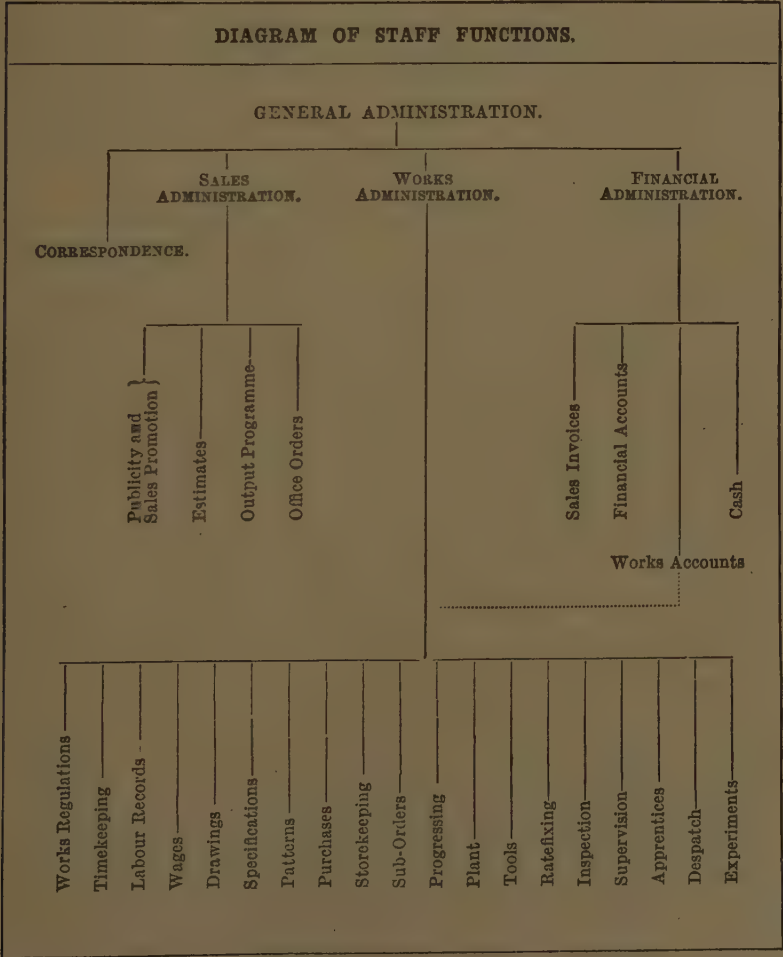 DIAGRAM OF STAFF FUNCTIONS.
GENERAL ADMINISTRATION.
SALES
ADMINISTRATION.
WORKS
ADMINISTRATION.
FINANCIAL
ADMINISTRATION.
CORRESPONDENCE.
Publicity and
Sales Promotion
Estimates
Output Programme
Office Orders
Sales Invoices
Financial Accounts
Cash
Works Accounts
Works Regulations
Timekeeping
Labour Records
Wages
Drawings
Specifications
Patterns
Purchases
Storekeeping
Sub-Orders
Progressing
Plant
Tools
Ratefixing
Inspection
Supervision
Apprentices
Despatch
Experiments